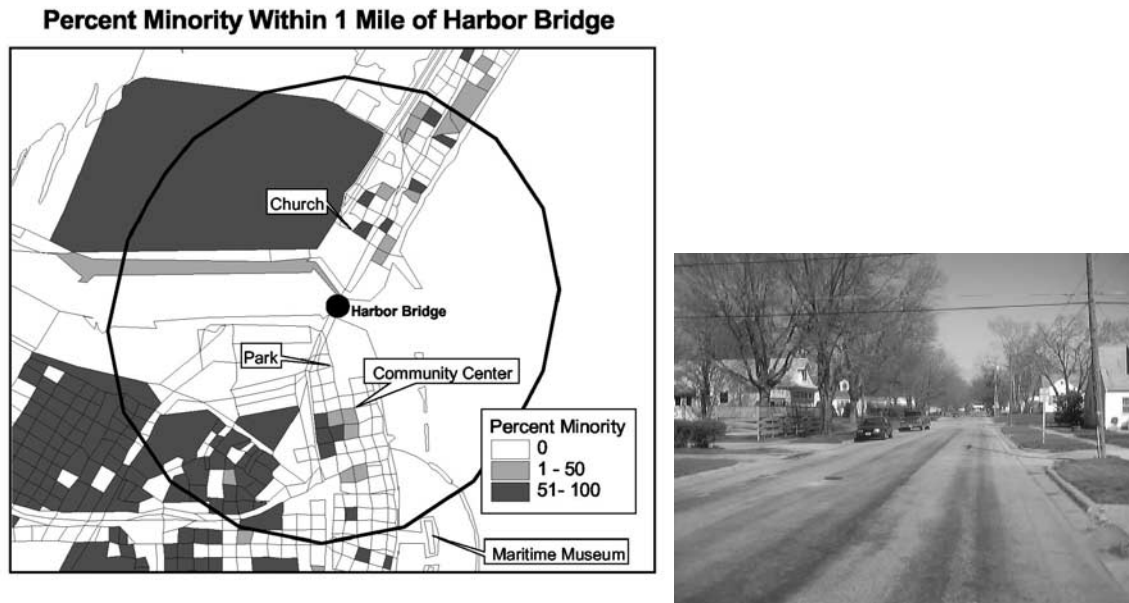 Percent Minority Within 1 Mile of Harbor Bridge
Church
Harbor Bridge
Park
Community Center
Percent Minority
0
1 - 50
51- 100
Maritime Museum